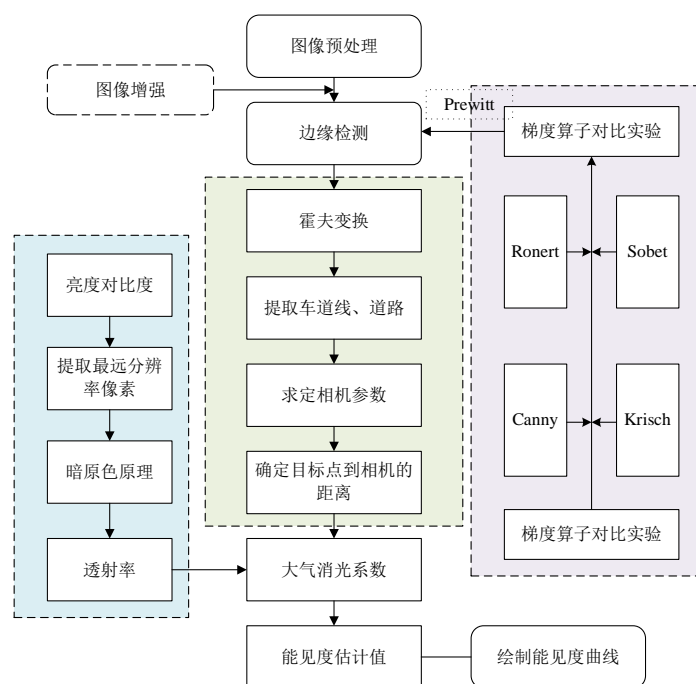 图像预处理
图像增强
Prewitt
边缘检测
梯度算子对比实验
霍夫变换
Ronert
Sobet
亮度对比度
提取车道线、道路
提取最远分辨
率像素
求定相机参数
Canny
Krisch
暗原色原理
确定目标点到相机的
距离
梯度算子对比实验
透射率
大气消光系数
能见度估计值
绘制能见度曲线